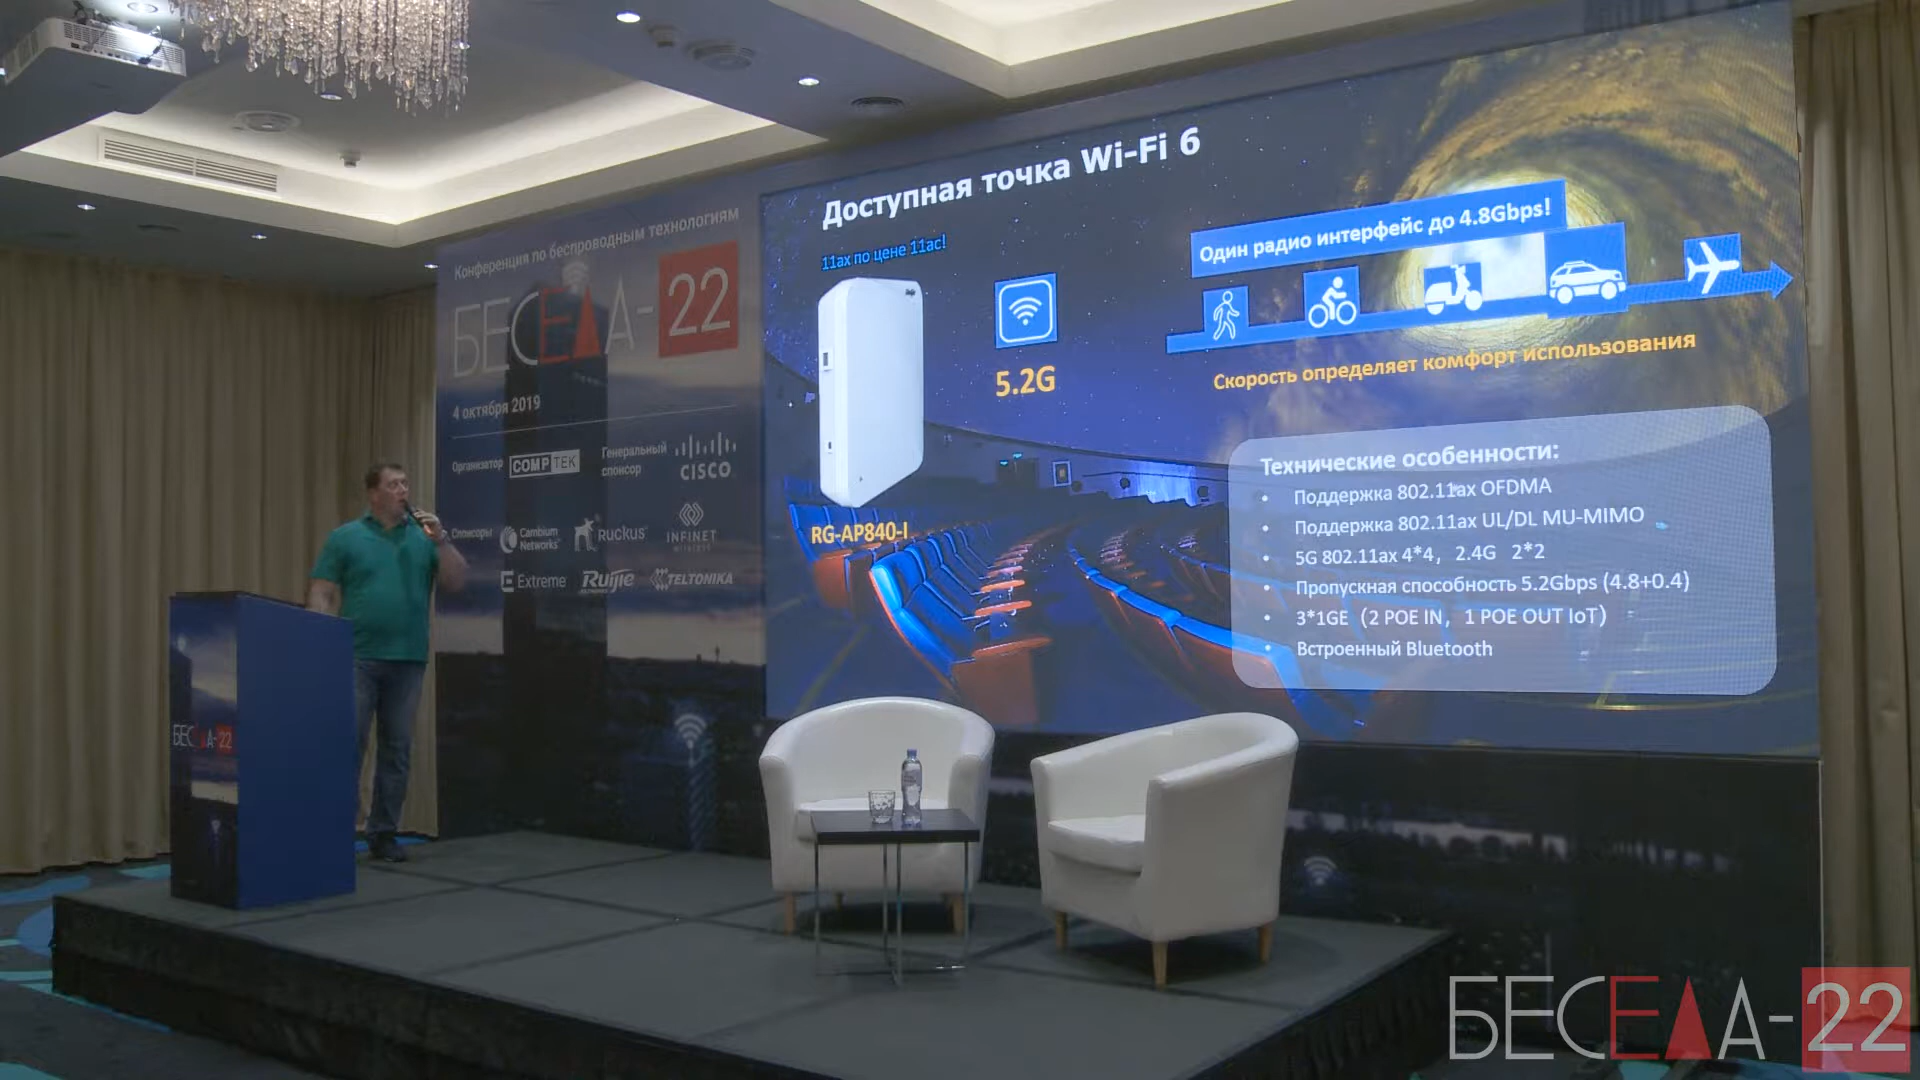 Конференция по беспроводным технологиям
БЕСЕДА-22
4 октября 2019
Организатор
COMPTEK
Генеральный
спонсор
CISCO
Спонсоры
Cambium
Networks
RUCKUS
INFINET
WIRELESS
Extreme
Ruijie
NETWORKS
TELTONIKA
Доступная точка Wi-Fi 6
11ax по цене 11ac!
5.2G
RG-AP840-I
Один радио интерфейс до 4.8Gbps!
Скорость определяет комфорт использования
Технические особенности:
• Поддержка 802.11ax OFDMA
• Поддержка 802.11ax UL/DL MU-MIMO
• 5G 802.11ax 4*4, 2.4G 2*2
• Пропускная способность 5.2Gbps (4.8+0.4)
• 3*1GE (2 POE IN, 1 POE OUT IoT)
• Встроенный Bluetooth
БЕСЕДА-22
БЕСЕДА-22